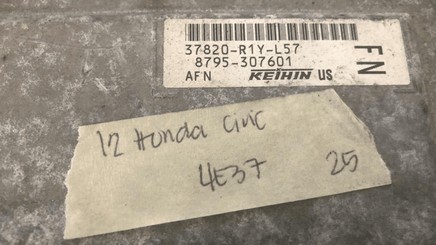 37820-R1Y-L57
8795-307601
AFN KEIHIN US
FN
12 Honda Civic
4E37 25